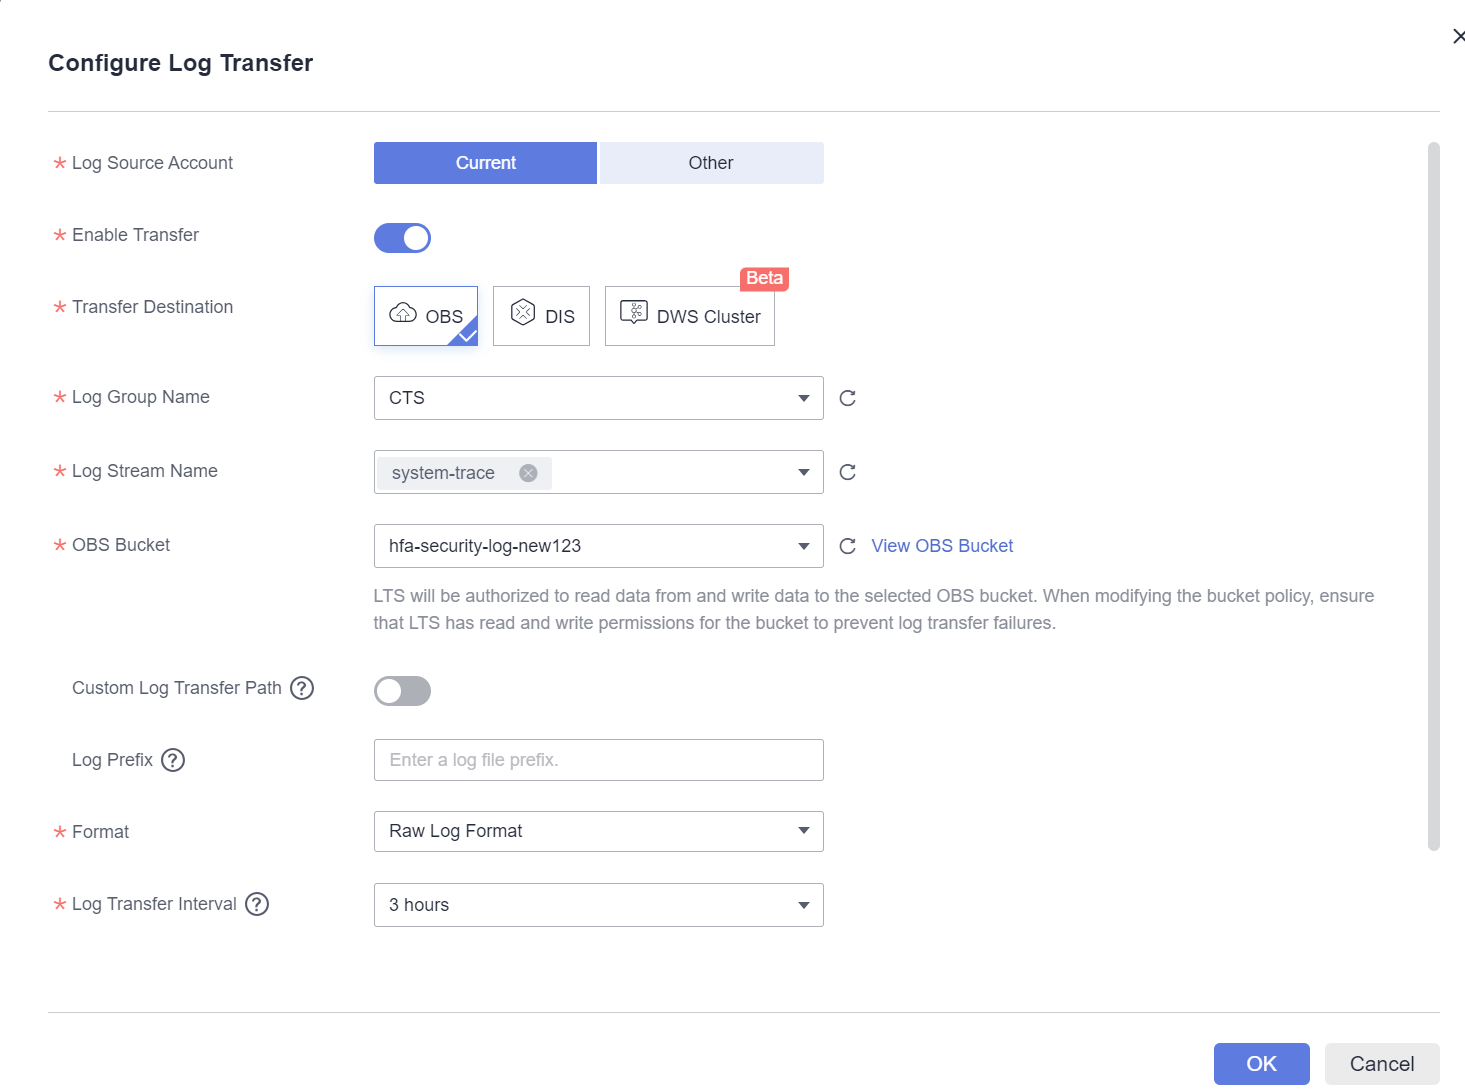 Configure Log Transfer
* Log Source Account Current Other
* Enable Transfer
Beta
* Transfer Destination OBS DIS DWS Cluster
* Log Group Name CTS
* Log Stream Name system-trace
* OBS Bucket hfa-security-log-new123 View OBS Bucket
LTS will be authorized to read data from and write data to the selected OBS bucket. When modifying the bucket policy, ensure
that LTS has read and write permissions for the bucket to prevent log transfer failures.
Custom Log Transfer Path ?
Log Prefix ? Enter a log file prefix.
* Format Raw Log Format
* Log Transfer Interval ? 3 hours
OK Cancel